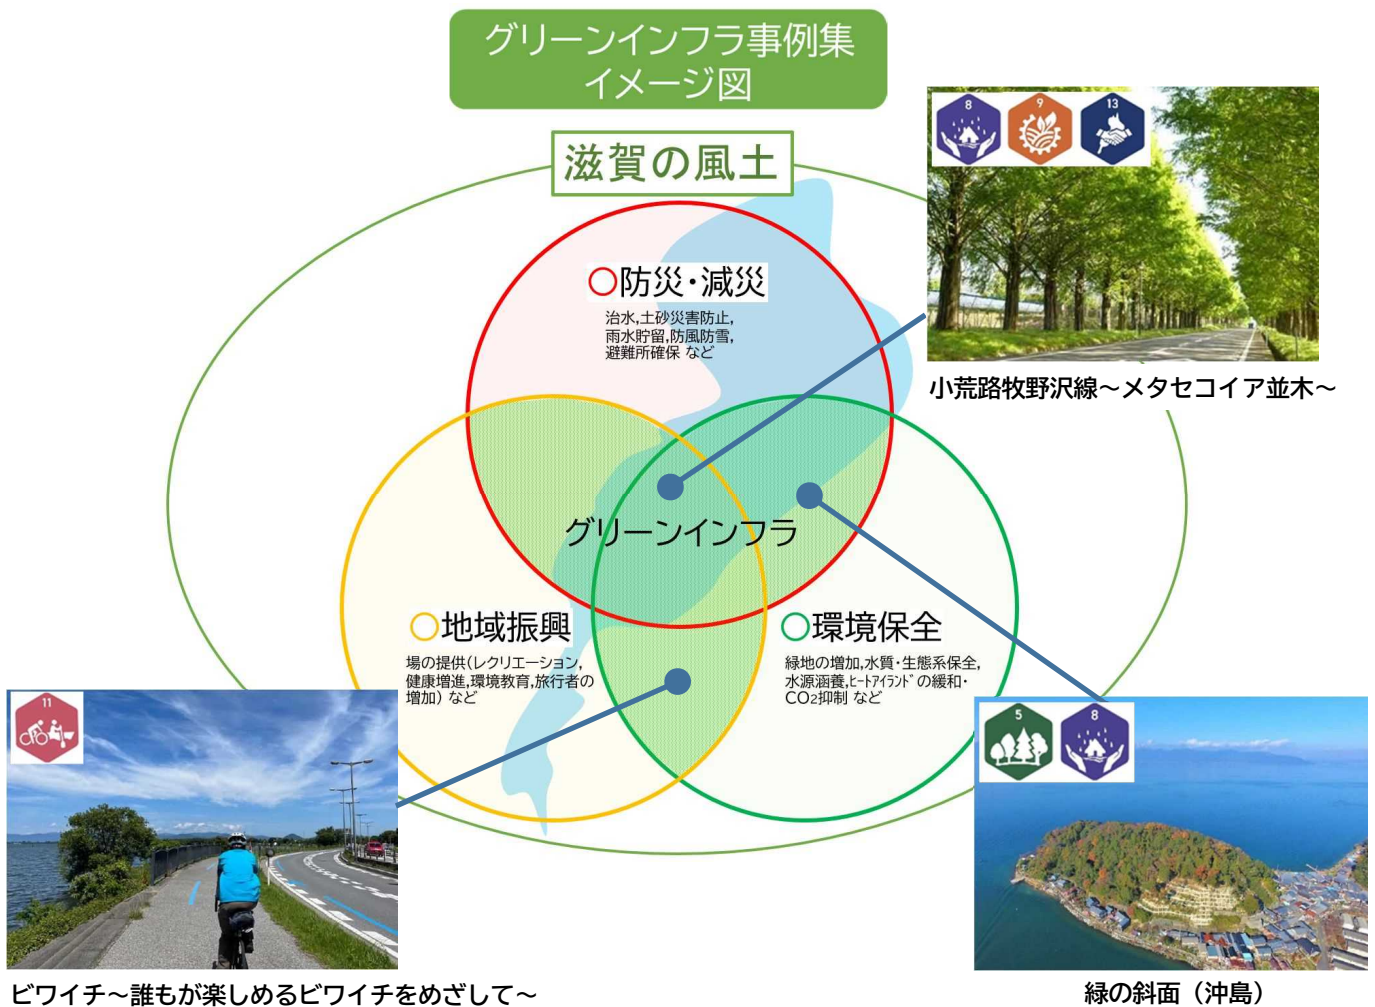 グリーンインフラ事例集
イメージ図
滋賀の風土
8
9
13
小荒路牧野沢線～メタセコイア並木～
○防災・減災
治水,土砂災害防止,
雨水貯留,防風防雪,
避難所確保 など
グリーンインフラ
○地域振興
場の提供(レクリエーション,
健康増進,環境教育,旅行者の
増加) など
○環境保全
緑地の増加,水質・生態系保全,
水源涵養,ﾋｰﾄｱｲﾗﾝﾄﾞの緩和・
CO₂抑制 など
11
ビワイチ～誰もが楽しめるビワイチをめざして～
5
8
緑の斜面（沖島）